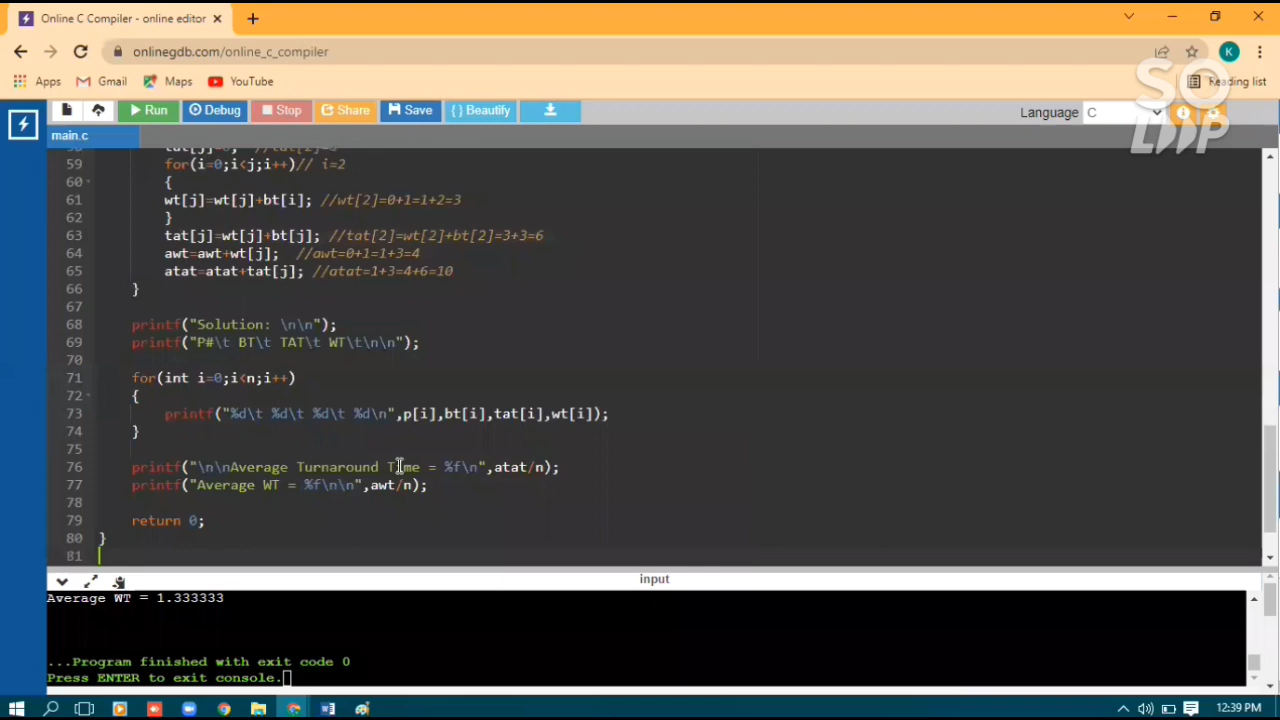 Online C Compiler - online editor
onlinegdb.com/online_c_compiler
K
Apps
Gmail
Maps
YouTube
Reading list
SOLIIP
Run
Debug
Stop
Share
Save
{ } Beautify
Language
C
main.c
59 for(i=0;i<j;i++)// i=2
60 {
61 wt[j]=wt[j]+bt[i]; //wt[2]=0+1=1+2=3
62 }
63 tat[j]=wt[j]+bt[j]; //tat[2]=wt[2]+bt[2]=3+3=6
64 awt=awt+wt[j]; //awt=0+1=1+3=4
65 atat=atat+tat[j]; //atat=1+3=4+6=10
66 }
67
68 printf("Solution: \n\n");
69 printf("P#\t BT\t TAT\t WT\t\n\n");
70
71 for(int i=0;i<n;i++)
72 {
73 printf("%d\t %d\t %d\t %d\n",p[i],bt[i],tat[i],wt[i]);
74 }
75
76 printf("\n\nAverage Turnaround Time = %f\n",atat/n);
77 printf("Average WT = %f\n\n",awt/n);
78
79 return 0;
80 }
81
input
Average WT = 1.333333
...Program finished with exit code 0
Press ENTER to exit console.
12:39 PM